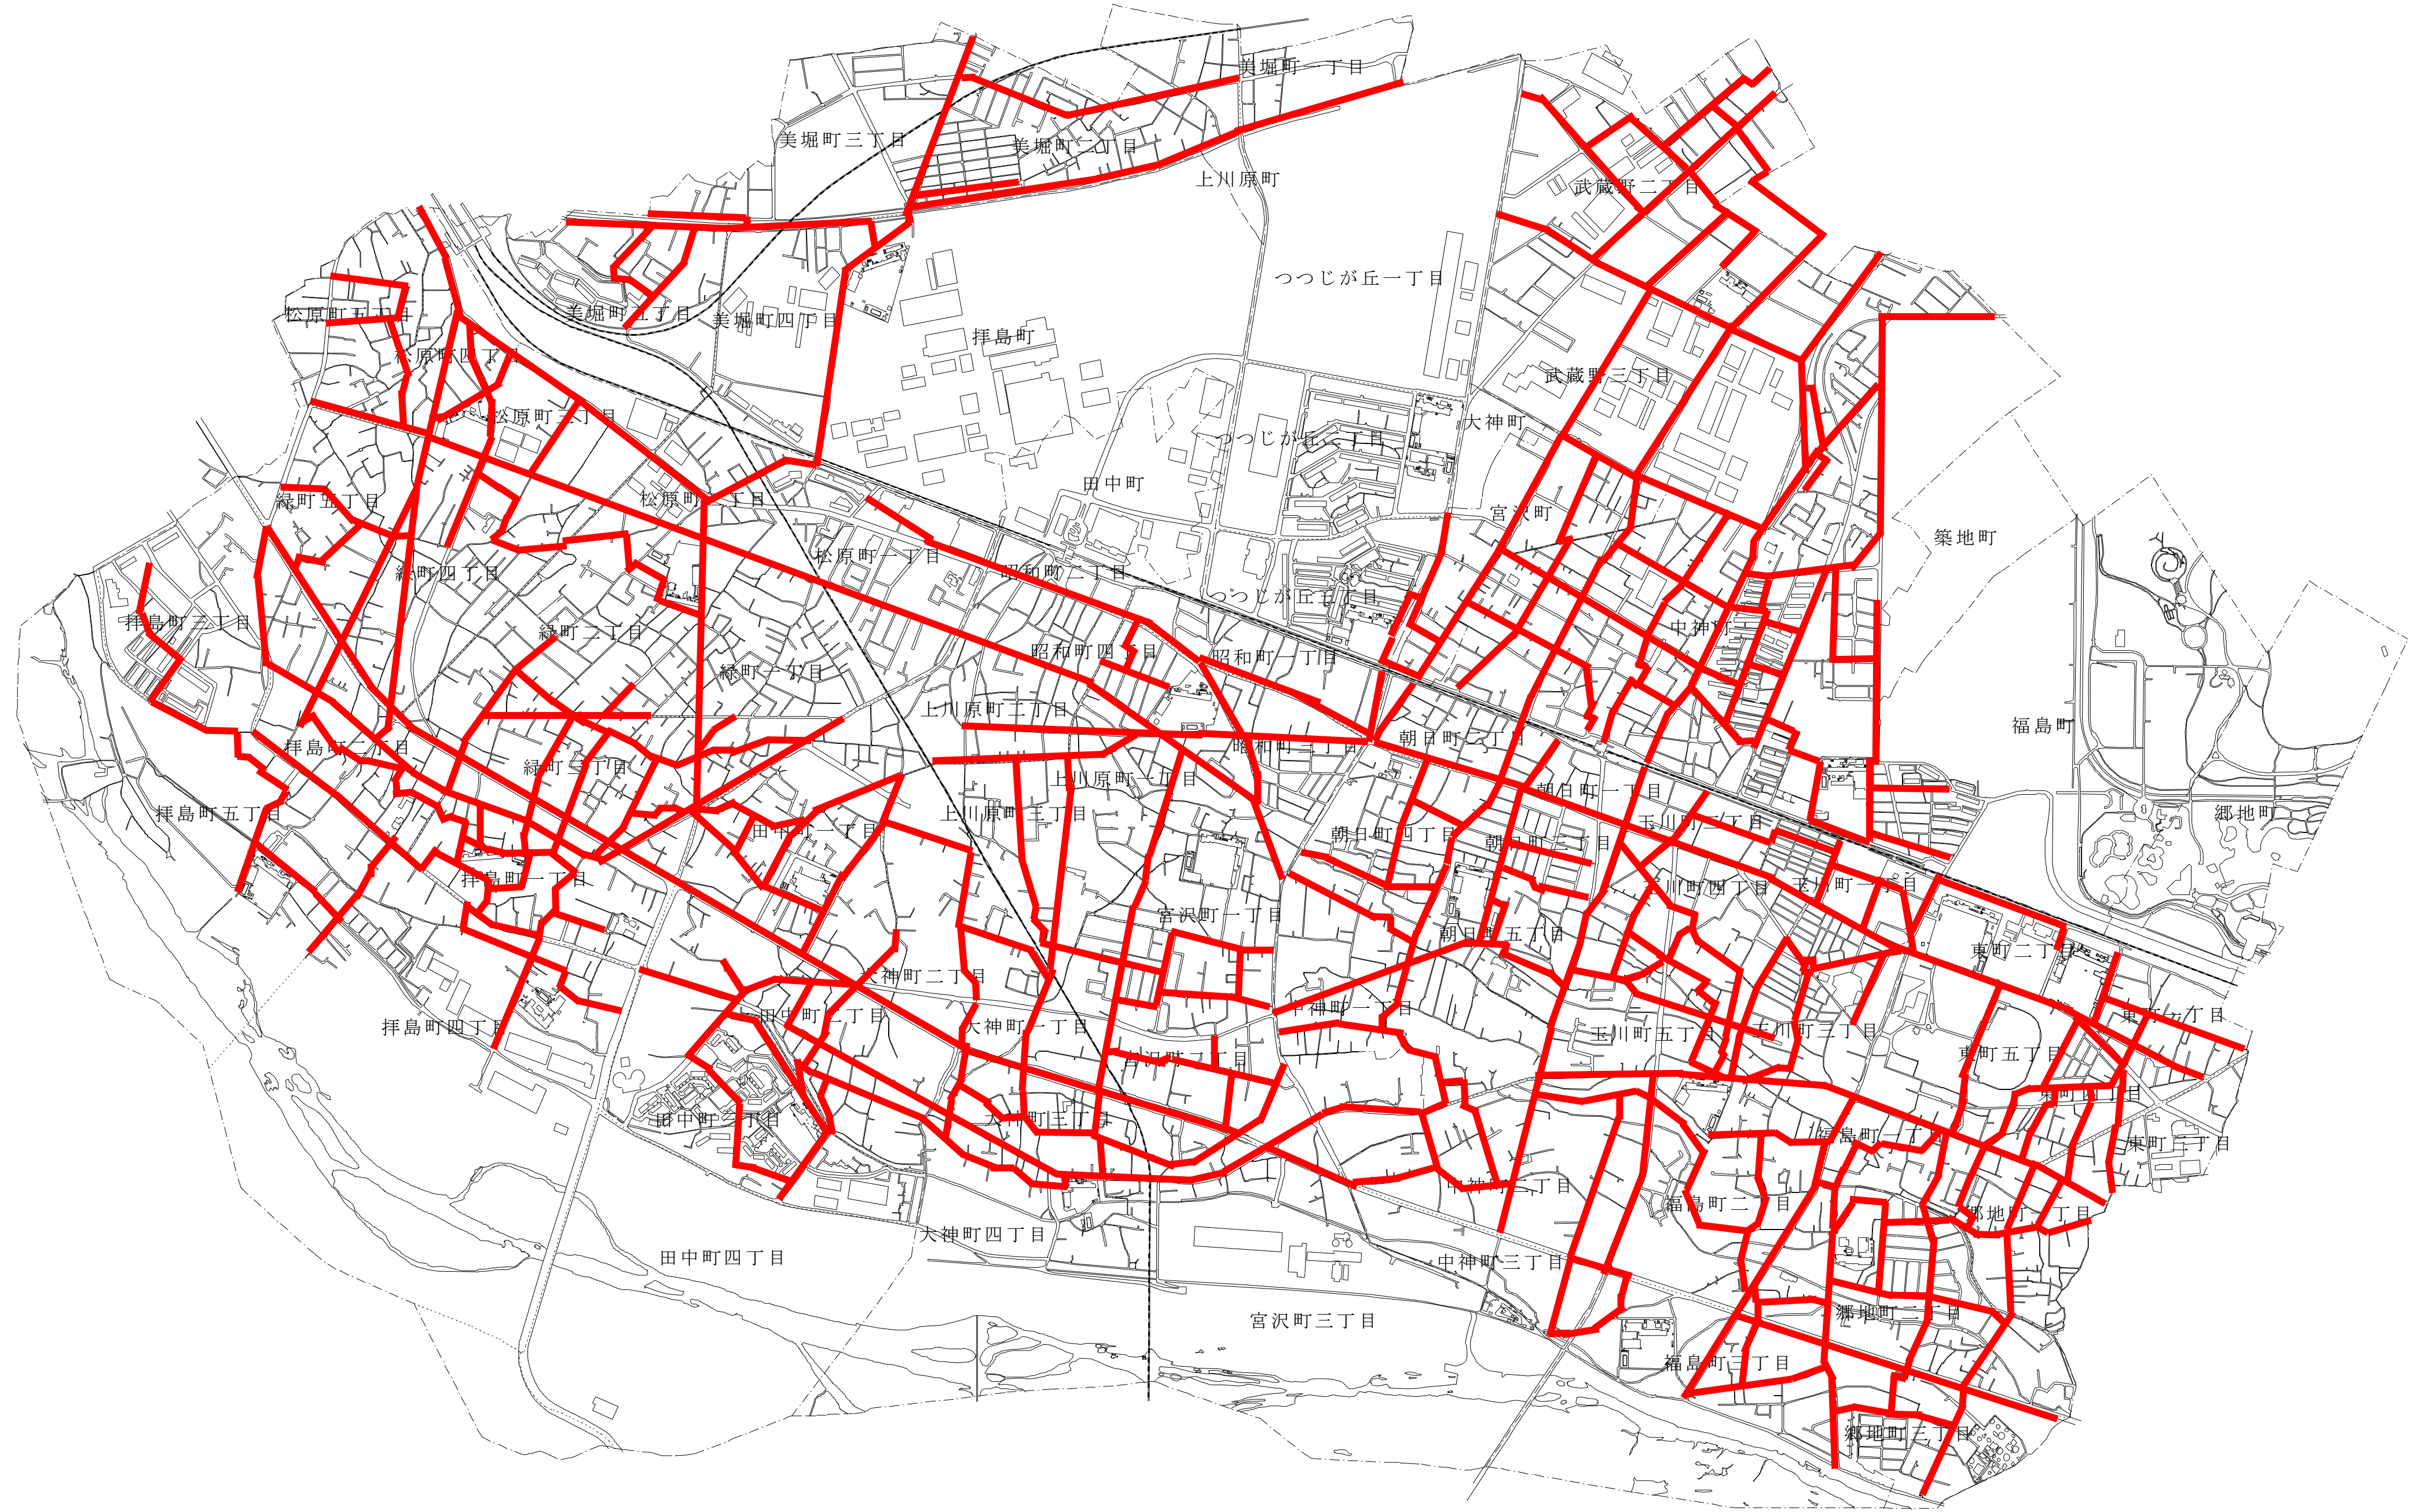 美堀町一丁目
美堀町三丁目
美堀町二丁目
上川原町
武蔵野二丁目
つつじが丘一丁目
松原町五丁目
美堀町五丁目
美堀町四丁目
拝島町
松原町四丁目
武蔵野三丁目
松原町三丁目
大神町
つつじが丘二丁目
田中町
緑町五丁目
松原町二丁目
宮沢町
築地町
松原町一丁目
昭和町二丁目
緑町四丁目
つつじが丘三丁目
拝島町三丁目
緑町二丁目
中神町
昭和町四丁目
昭和町一丁目
緑町一丁目
上川原町二丁目
福島町
拝島町二丁目
昭和町三丁目
朝日町二丁目
緑町三丁目
上川原町一丁目
朝日町一丁目
拝島町五丁目
上川原町三丁目
郷地町
玉川町二丁目
田中町一丁目
朝日町四丁目
朝日町三丁目
拝島町一丁目
玉川町四丁目
玉川町一丁目
宮沢町一丁目
朝日町五丁目
東町二丁目
大神町二丁目
中神町一丁目
田中町二丁目
東町一丁目
拝島町四丁目
大神町一丁目
玉川町五丁目
玉川町三丁目
宮沢町二丁目
東町五丁目
東町四丁目
田中町三丁目
大神町三丁目
福島町一丁目
東町三丁目
中神町二丁目
福島町二丁目
郷地町一丁目
大神町四丁目
田中町四丁目
中神町三丁目
宮沢町三丁目
郷地町二丁目
福島町三丁目
郷地町三丁目